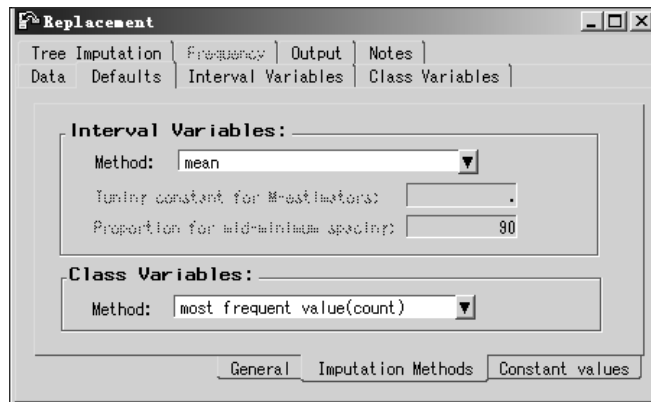 Replacement
Tree Imputation Frequency Output Notes
Data Defaults Interval Variables Class Variables
Interval Variables:
Method: mean
Tuning constant for M-estimators: .
Proportion for mid-minimum spacing: 90
Class Variables:
Method: most frequent value(count)
General Imputation Methods Constant values